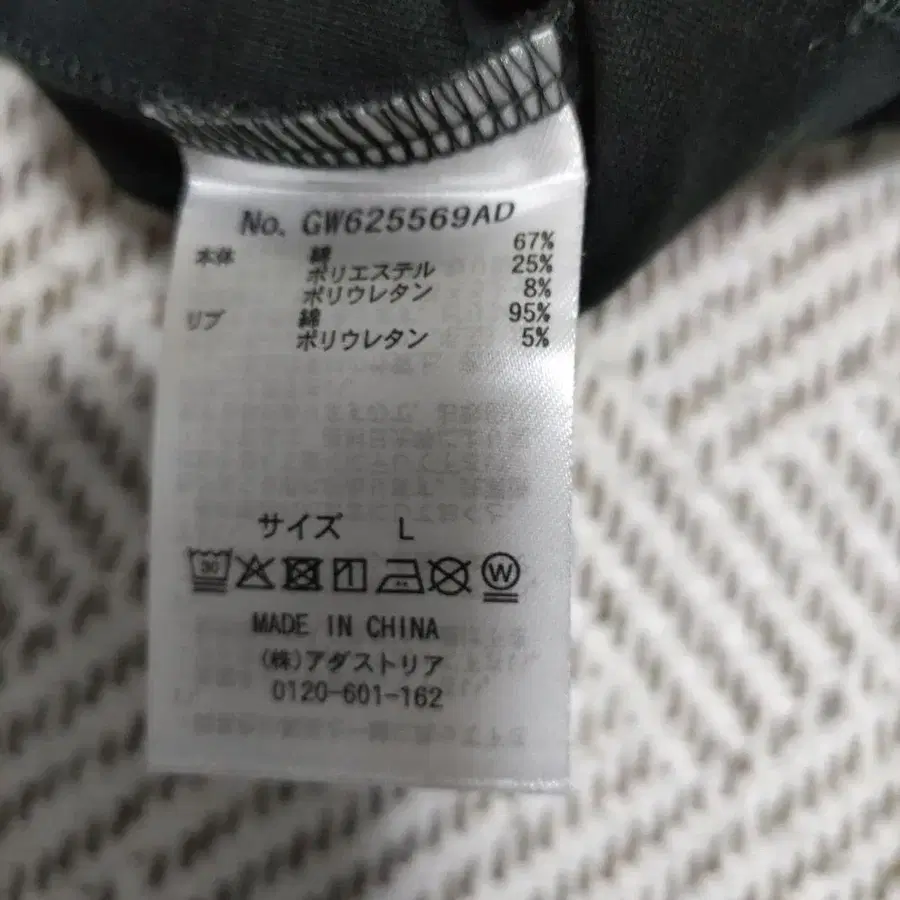 No. GW625569AD
本体 綿 67%
ポリエステル 25%
ポリウレタン 8%
リブ 綿 95%
ポリウレタン 5%
サイズ L
30 W
MADE IN CHINA
(株)アダストリア
0120-601-162